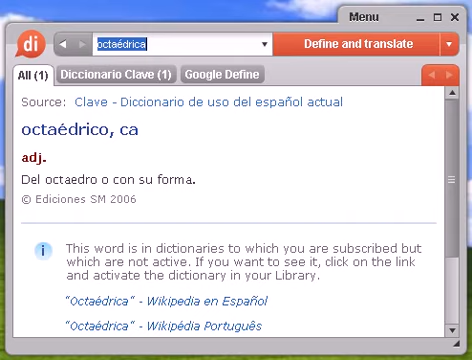 Menu
di
octaédrica
Define and translate
All (1)
Diccionario Clave (1)
Google Define
Source: Clave - Diccionario de uso del español actual
octaédrico, ca
adj.
Del octaedro o con su forma.
© Ediciones SM 2006
i
This word is in dictionaries to which you are subscribed but
which are not active. If you want to see it, click on the link
and activate the dictionary in your Library.
"Octaédrica" - Wikipedia en Español
"Octaédrica" - Wikipédia Português